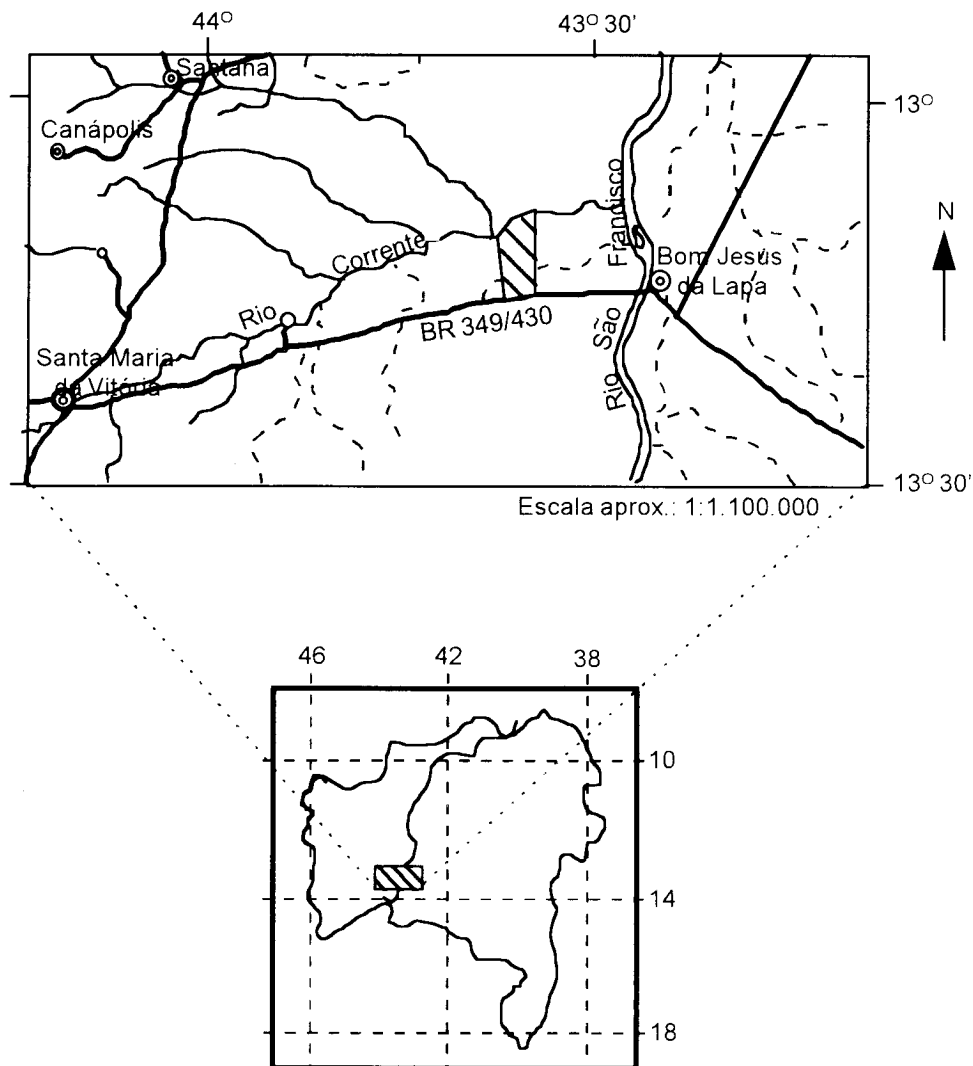 44°
43° 30'
Santana
13°
Canápolis
Francisco
N
Corrente
Bom Jesus
da Lapa
Rio
BR 349/430
São
Santa Maria
da Vitória
Rio
13° 30'
Escala aprox.: 1:1.100.000
46
42
38
10
14
18